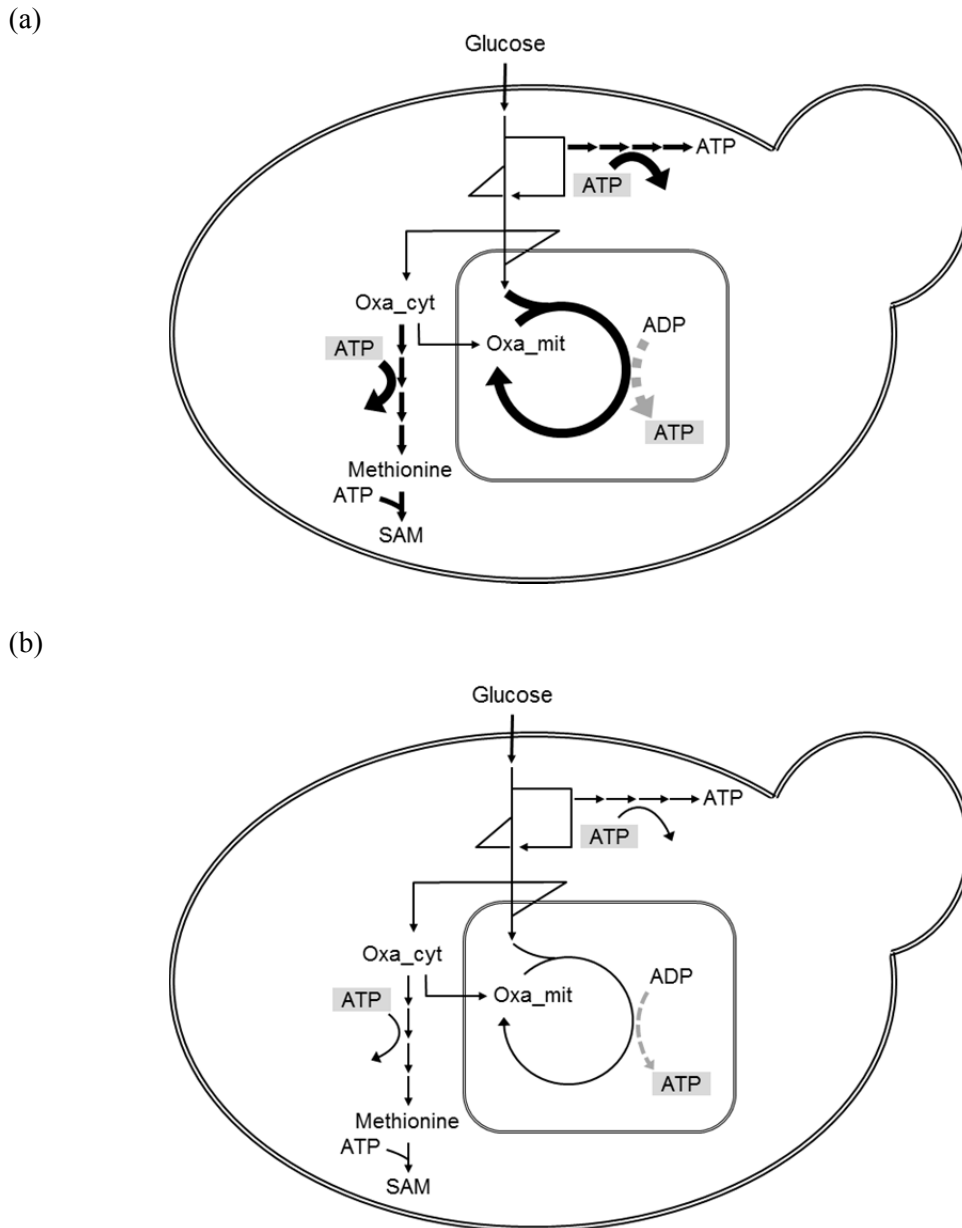 (a)
Glucose
ATP
ATP
Oxa_cyt
ADP
ATP
Oxa_mit
ATP
Methionine
ATP
SAM
(b)
Glucose
ATP
ATP
Oxa_cyt
ADP
ATP
Oxa_mit
ATP
Methionine
ATP
SAM